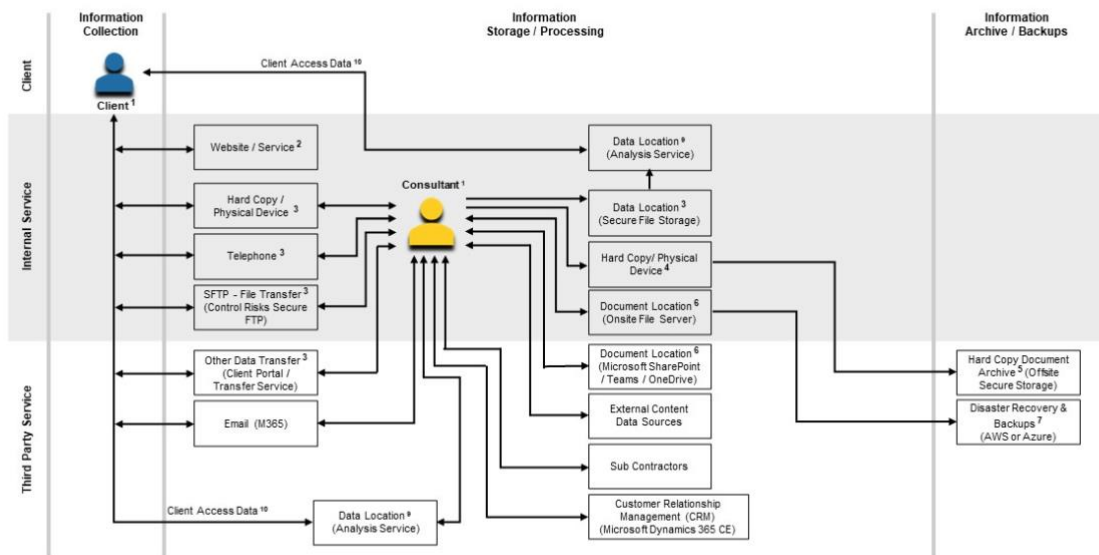 Information
Collection
Information
Storage / Processing
Information
Archive / Backups
Client
Client 1
Client Access Data 10
Internal Service
Website / Service 2
Hard Copy /
Physical Device 3
Telephone 3
SFTP - File Transfer 3
(Control Risks Secure
FTP)
Consultant 1
Data Location 9
(Analysis Service)
Data Location 3
(Secure File Storage)
Hard Copy/ Physical
Device 4
Document Location 6
(Onsite File Server)
Third Party Service
Other Data Transfer 3
(Client Portal /
Transfer Service)
Email (M365)
Client Access Data 10
Data Location 9
(Analysis Service)
Document Location 6
(Microsoft SharePoint
/ Teams / OneDrive)
External Content
Data Sources
Sub Contractors
Customer Relationship
Management (CRM)
(Microsoft Dynamics 365 CE)
Hard Copy Document
Archive 5 (Offsite
Secure Storage)
Disaster Recovery &
Backups 7
(AWS or Azure)